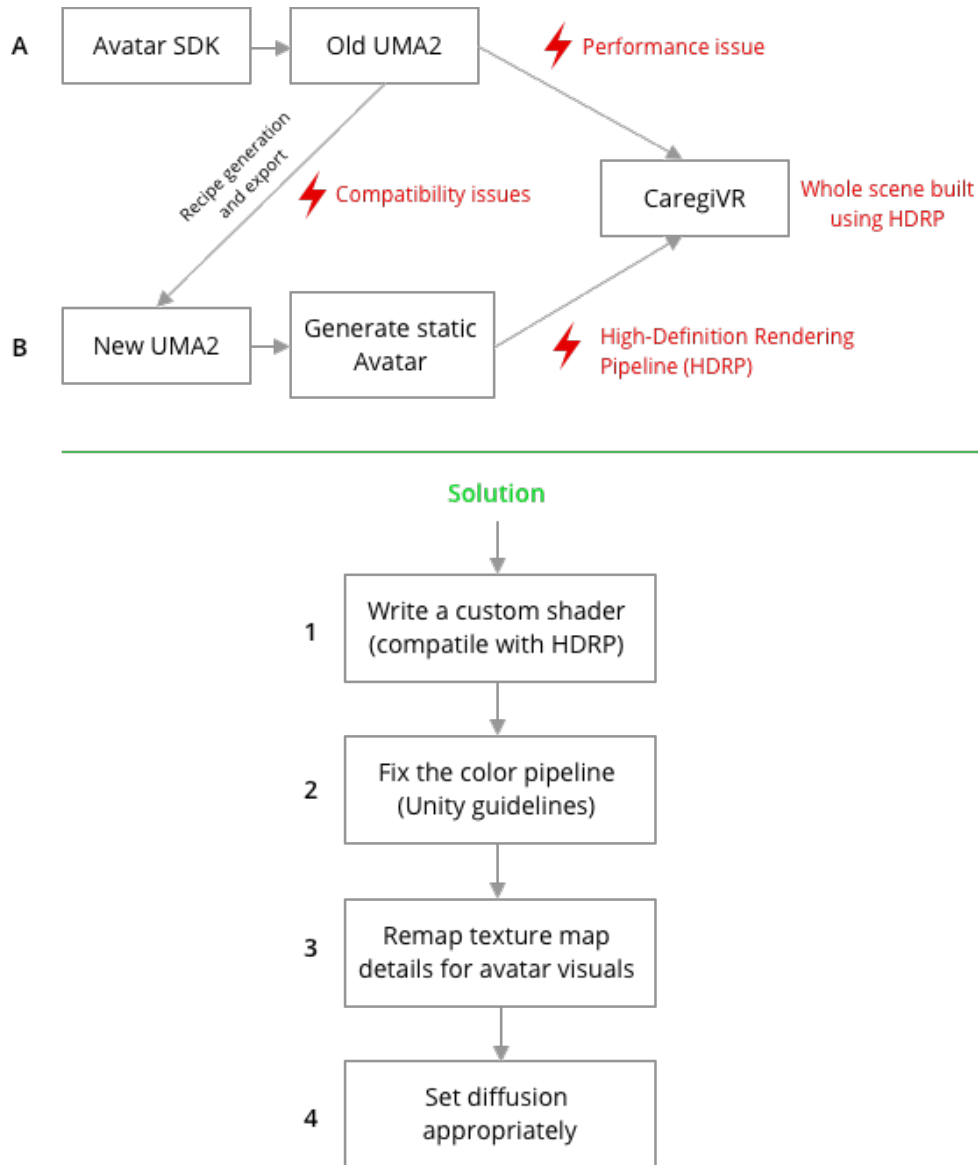 A
Avatar SDK
Old UMA2
Performance issue
Recipe generation
and export
Compatibility issues
CaregiVR
Whole scene built
using HDRP
B
New UMA2
Generate static
Avatar
High-Definition Rendering
Pipeline (HDRP)
Solution
1
Write a custom shader
(compatile with HDRP)
2
Fix the color pipeline
(Unity guidelines)
3
Remap texture map
details for avatar visuals
4
Set diffusion
appropriately